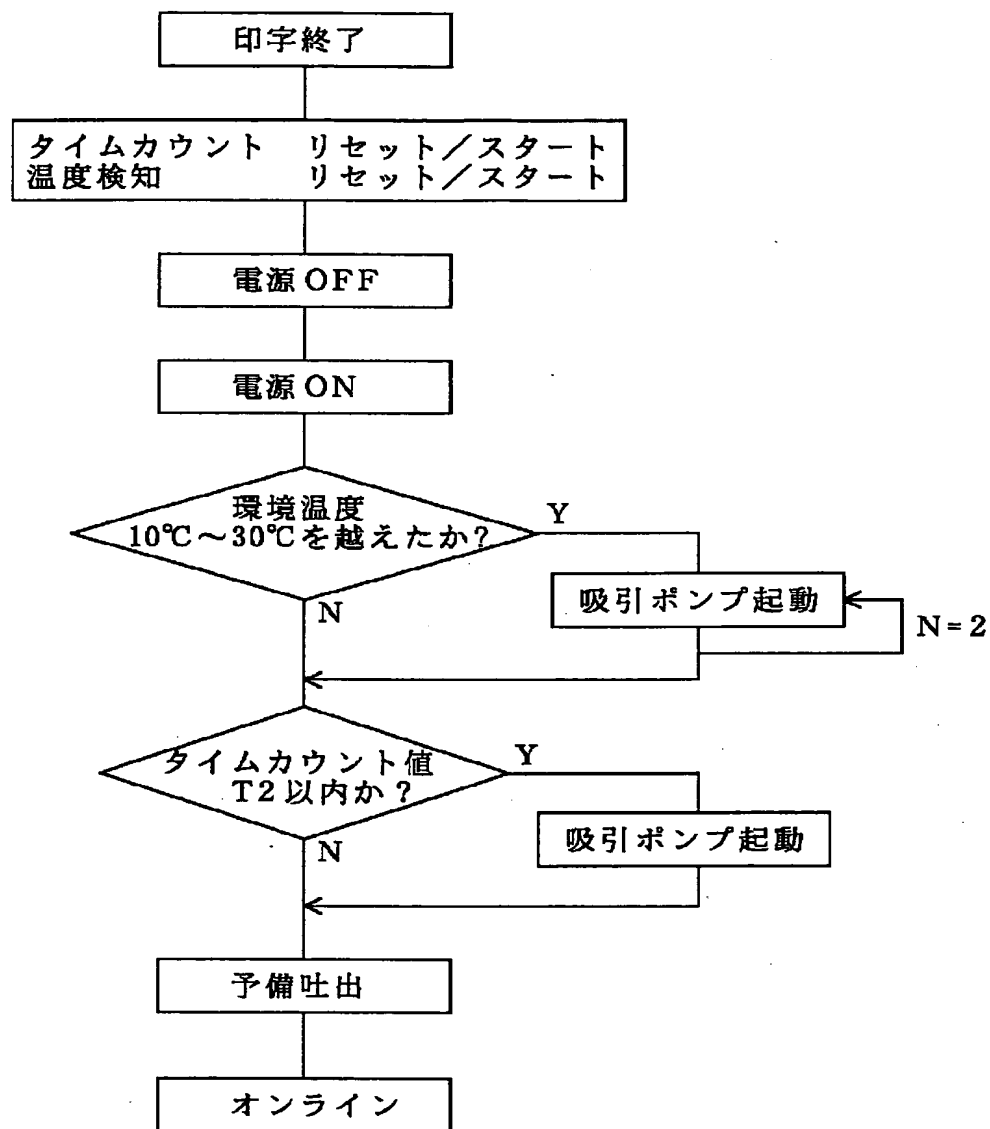 印字終了
タイムカウント リセット／スタート
温度検知 リセット／スタート
電源OFF
電源ON
環境温度
10℃～30℃を越えたか?
Y
N
吸引ポンプ起動
N=2
タイムカウント値
T2以内か?
Y
N
吸引ポンプ起動
予備吐出
オンライン